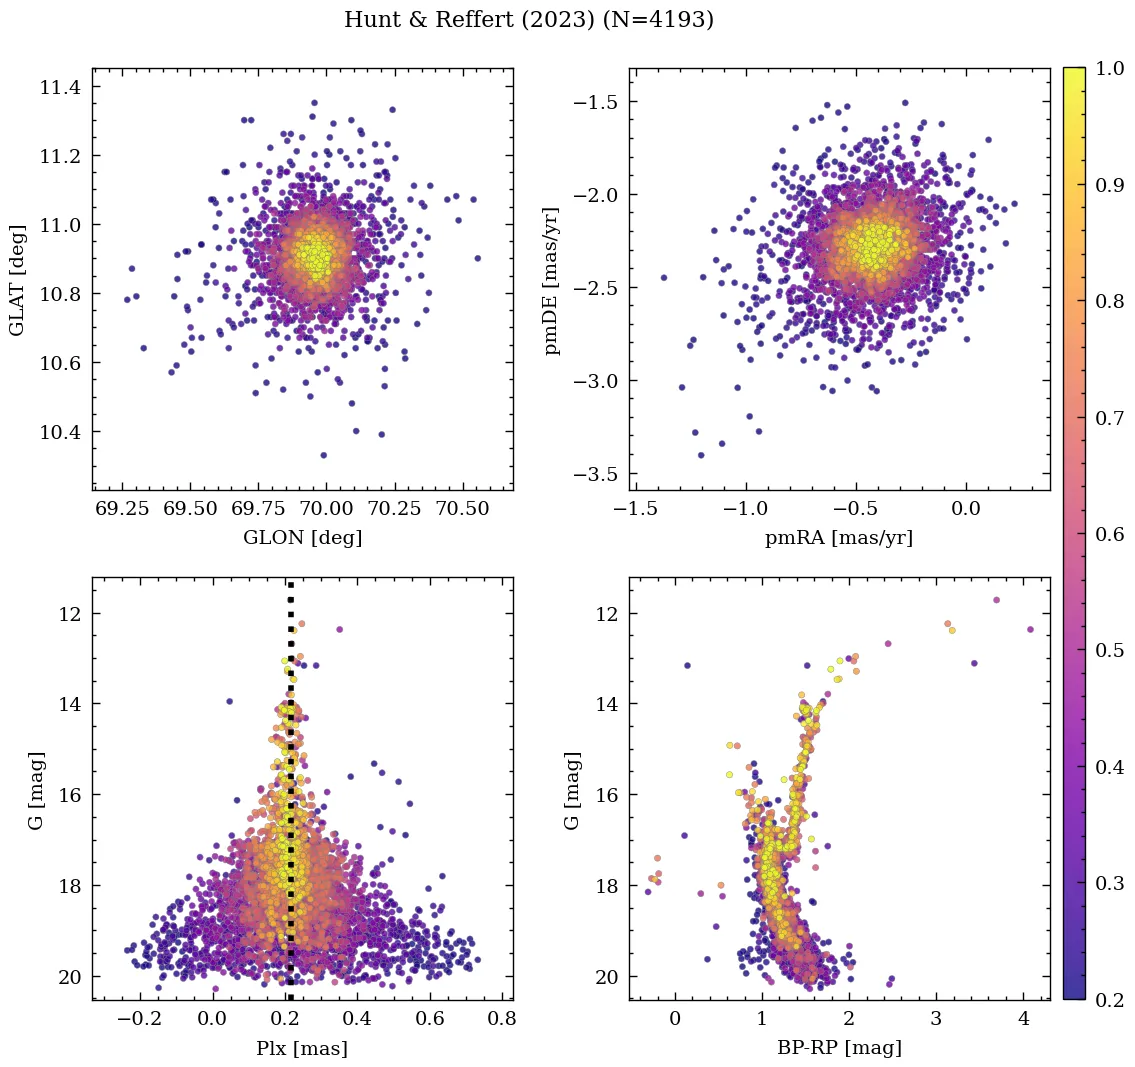 Hunt & Reffert (2023) (N=4193)
11.4
11.2
11.0
10.8
10.6
10.4
GLAT [deg]
69.25 69.50 69.75 70.00 70.25 70.50
GLON [deg]
−1.5
−2.0
−2.5
−3.0
−3.5
pmDE [mas/yr]
−1.5 −1.0 −0.5 0.0
pmRA [mas/yr]
1.0
0.9
0.8
0.7
0.6
0.5
0.4
0.3
0.2
12
14
16
18
20
G [mag]
−0.2 0.0 0.2 0.4 0.6 0.8
Plx [mas]
12
14
16
18
20
G [mag]
0 1 2 3 4
BP-RP [mag]